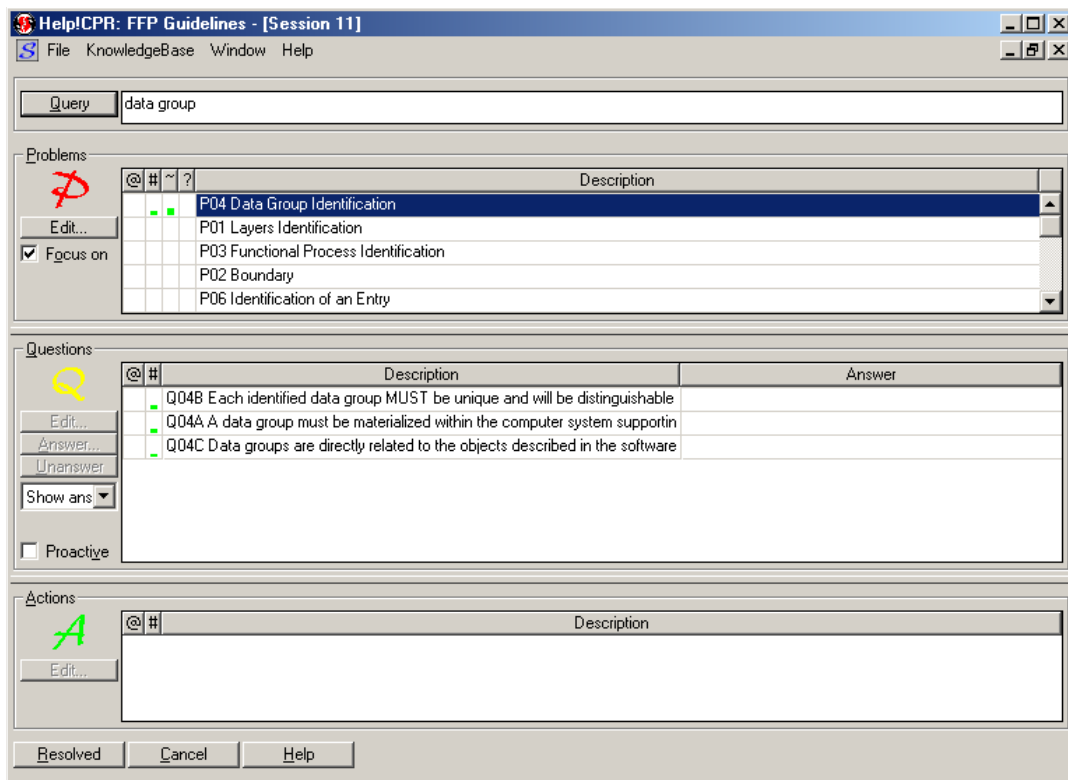 Help!CPR: FFP Guidelines - [Session 11]
File KnowledgeBase Window Help
Query data group
Problems
@ # ~ ? Description
P04 Data Group Identification
Edit...
P01 Layers Identification
Focus on
P03 Functional Process Identification
P02 Boundary
P06 Identification of an Entry
Questions
Q
@ # Description Answer
Q04B Each identified data group MUST be unique and will be distinguishable
Edit...
Q04A A data group must be materialized within the computer system supportin
Answer...
Q04C Data groups are directly related to the objects described in the software
Unanswer
Show ans
Proactive
Actions
A
@ # Description
Edit...
Resolved Cancel Help